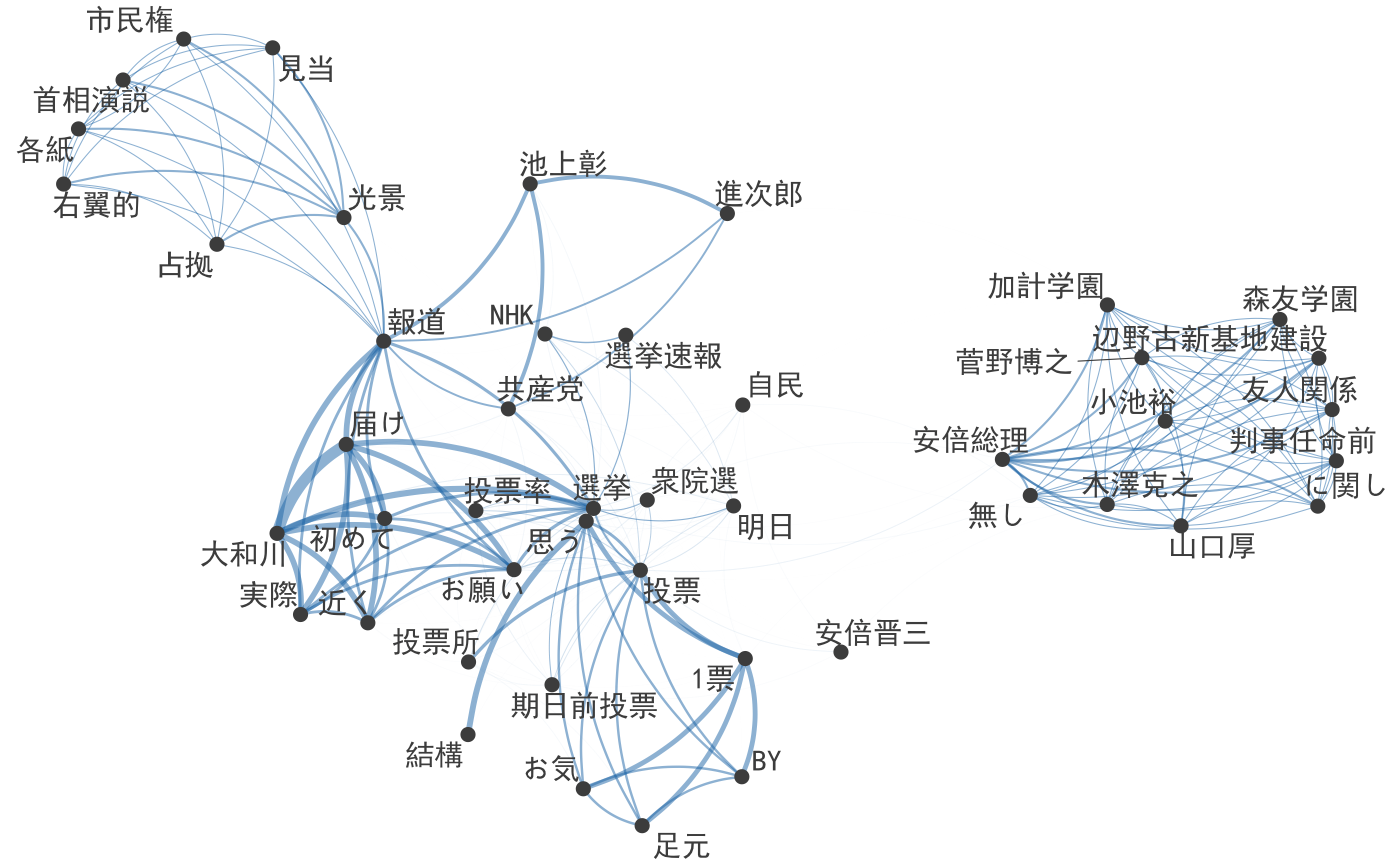 市民権
見当
首相演説
各紙
右翼的
光景
占拠
池上彰
進次郎
報道
NHK
選挙速報
共産党
自民
届け
投票率
選挙
衆院選
明日
初めて
大和川
思う
お願い
投票
実際
近く
投票所
期日前投票
1票
安倍晋三
結構
お気
BY
足元
加計学園
森友学園
辺野古新基地建設
菅野博之
小池裕
友人関係
安倍総理
判事任命前
木澤克之
に関し
無し
山口厚